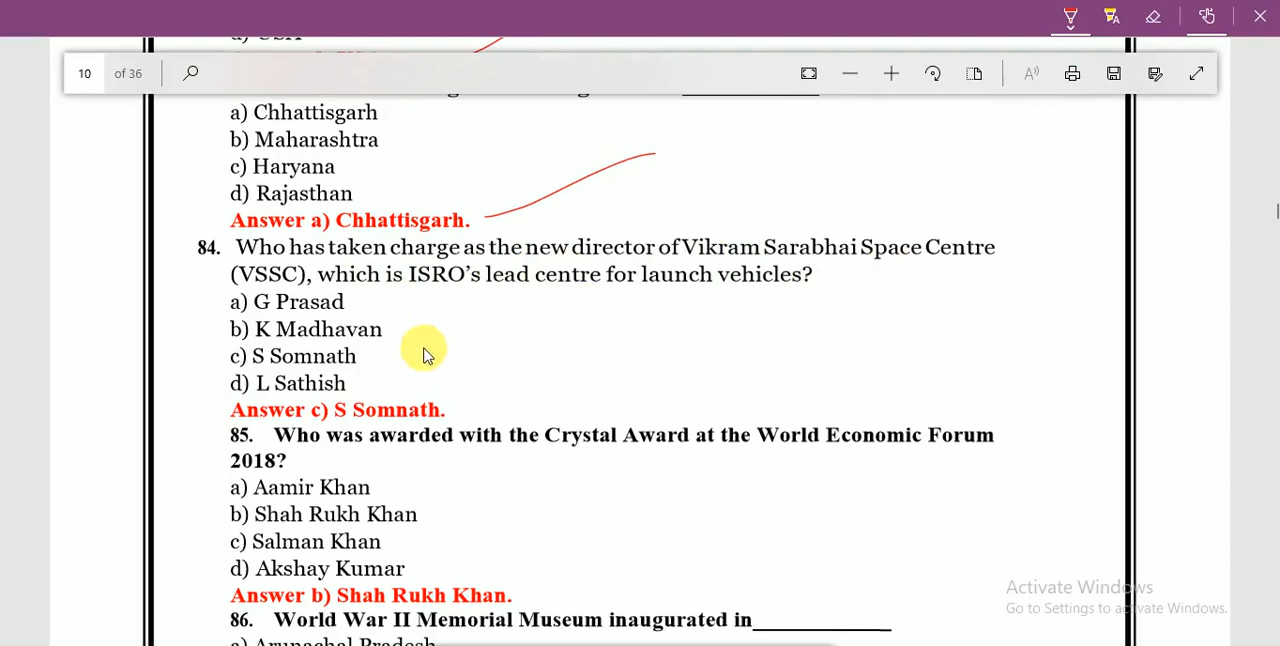 10 of 36
a) Chhattisgarh
b) Maharashtra
c) Haryana
d) Rajasthan
Answer a) Chhattisgarh.
84. Who has taken charge as the new director of Vikram Sarabhai Space Centre
(VSSC), which is ISRO’s lead centre for launch vehicles?
a) G Prasad
b) K Madhavan
c) S Somnath
d) L Sathish
Answer c) S Somnath.
85. Who was awarded with the Crystal Award at the World Economic Forum
2018?
a) Aamir Khan
b) Shah Rukh Khan
c) Salman Khan
d) Akshay Kumar
Answer b) Shah Rukh Khan.
86. World War II Memorial Museum inaugurated in____________
a) Arunachal Pradesh
Activate Windows
Go to Settings to activate Windows.